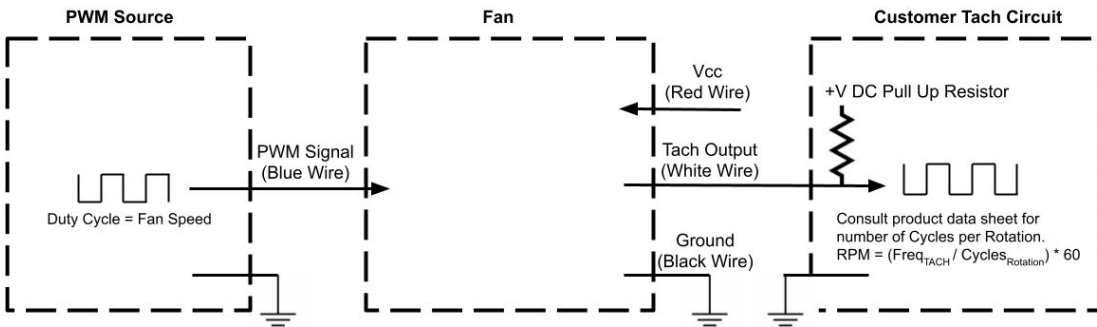 PWM Source
Fan
Customer Tach Circuit
Vcc
(Red Wire)
+V DC Pull Up Resistor
PWM Signal
(Blue Wire)
Tach Output
(White Wire)
Duty Cycle = Fan Speed
Consult product data sheet for
number of Cycles per Rotation.
RPM = (FreqTACH / CyclesRotation) * 60
Ground
(Black Wire)